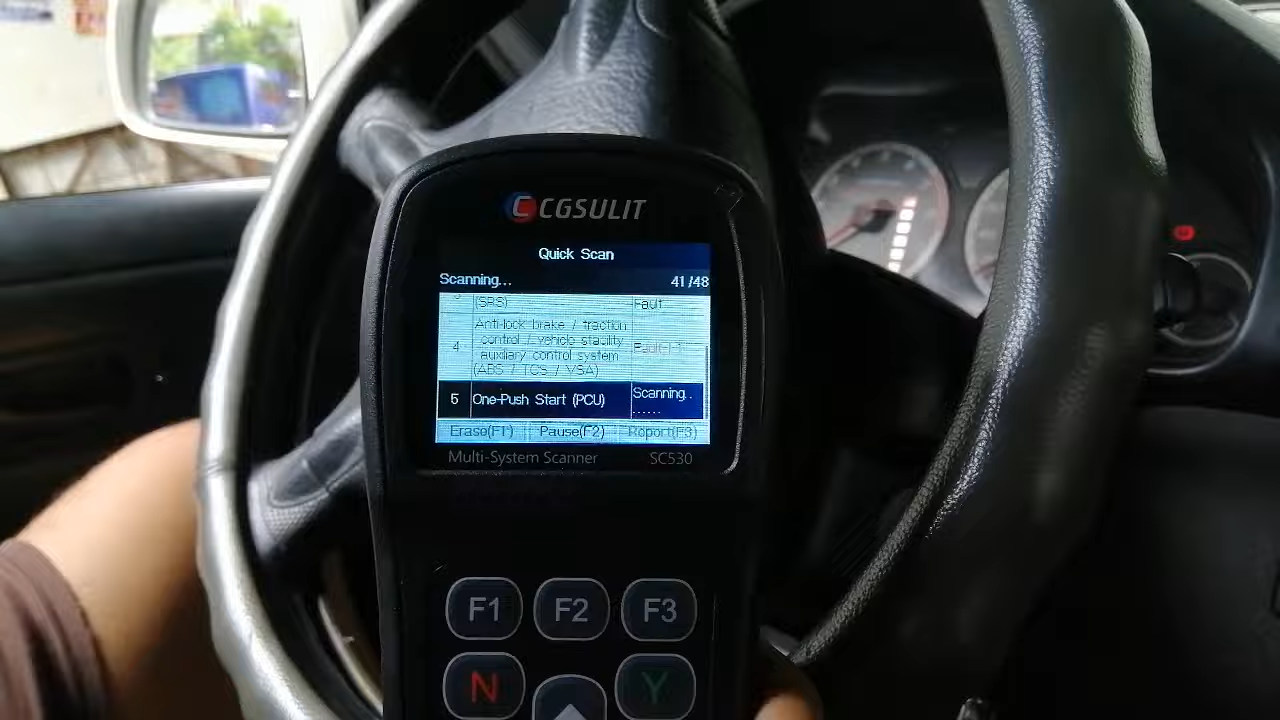 CGSULIT
Quick Scan
Scanning... 41/48
(SRS) Fault
4 Anti-lock brake / traction
control / vehicle stability
auxiliary control system
(ABS / TCS / VSA)
Fault
5 One-Push Start (PCU) Scanning..
......
Erase(F1) Pause(F2) Report(F3)
Multi-System Scanner SC530
F1 F2 F3
N Y